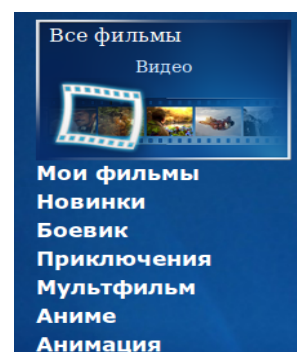 Все фильмы
Видео
Мои фильмы
Новинки
Боевик
Приключения
Мультфильм
Аниме
Анимация